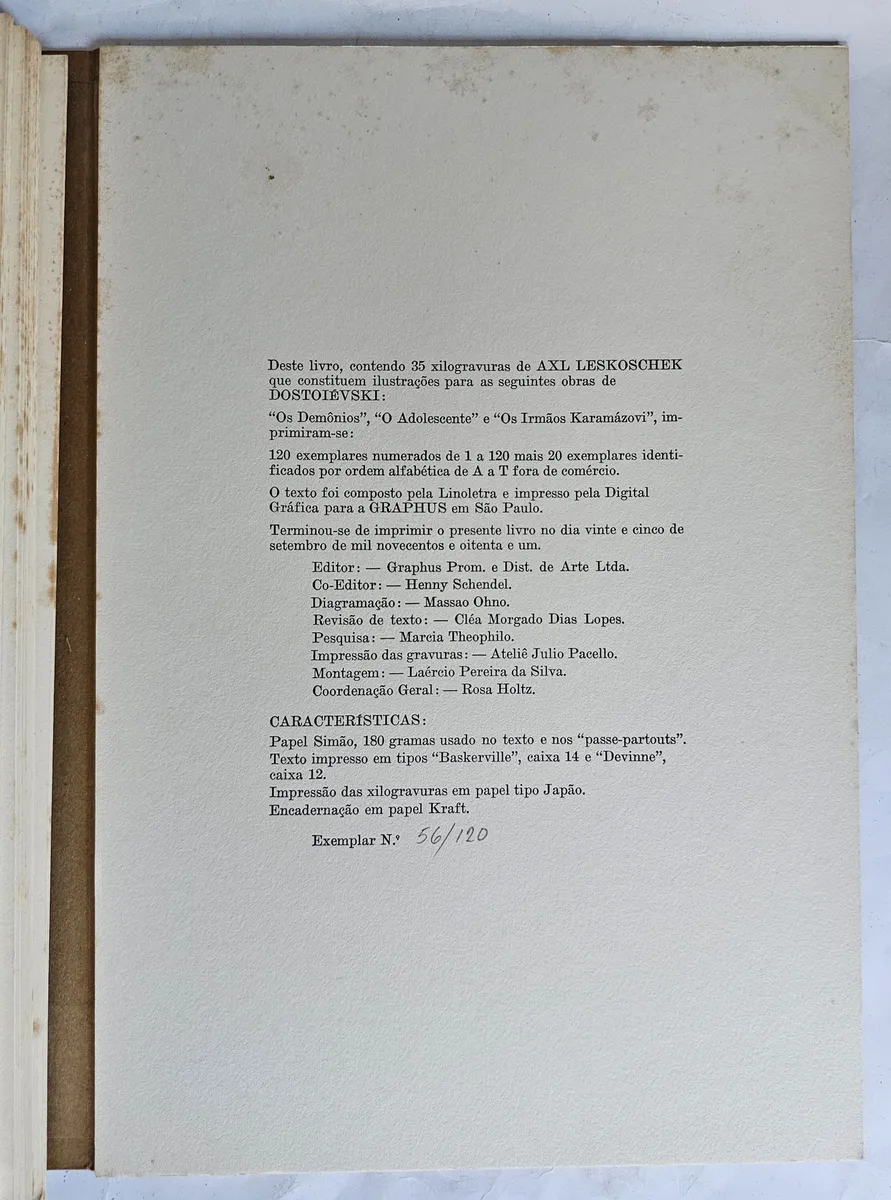 Deste livro, contendo 35 xilogravuras de AXL LESKOSCHEK
que constituem ilustrações para as seguintes obras de
DOSTOIÉVSKI:
“Os Demônios”, “O Adolescente” e “Os Irmãos Karamázovi”, im-
primiram-se:
120 exemplares numerados de 1 a 120 mais 20 exemplares identi-
ficados por ordem alfabética de A a T fora de comércio.
O texto foi composto pela Linoletra e impresso pela Digital
Gráfica para a GRAPHUS em São Paulo.
Terminou-se de imprimir o presente livro no dia vinte e cinco de
setembro de mil novecentos e oitenta e um.
Editor: — Graphus Prom. e Dist. de Arte Ltda.
Co-Editor: — Henny Schendel.
Diagramação: — Massao Ohno.
Revisão de texto: — Cléa Morgado Dias Lopes.
Pesquisa: — Marcia Theophilo.
Impressão das gravuras: — Ateliê Julio Pacello.
Montagem: — Laércio Pereira da Silva.
Coordenação Geral: — Rosa Holtz.
CARACTERÍSTICAS:
Papel Simão, 180 gramas usado no texto e nos “passe-partouts”.
Texto impresso em tipos “Baskerville”, caixa 14 e “Devinne”,
caixa 12.
Impressão das xilogravuras em papel tipo Japão.
Encadernação em papel Kraft.
Exemplar N.º 56/120